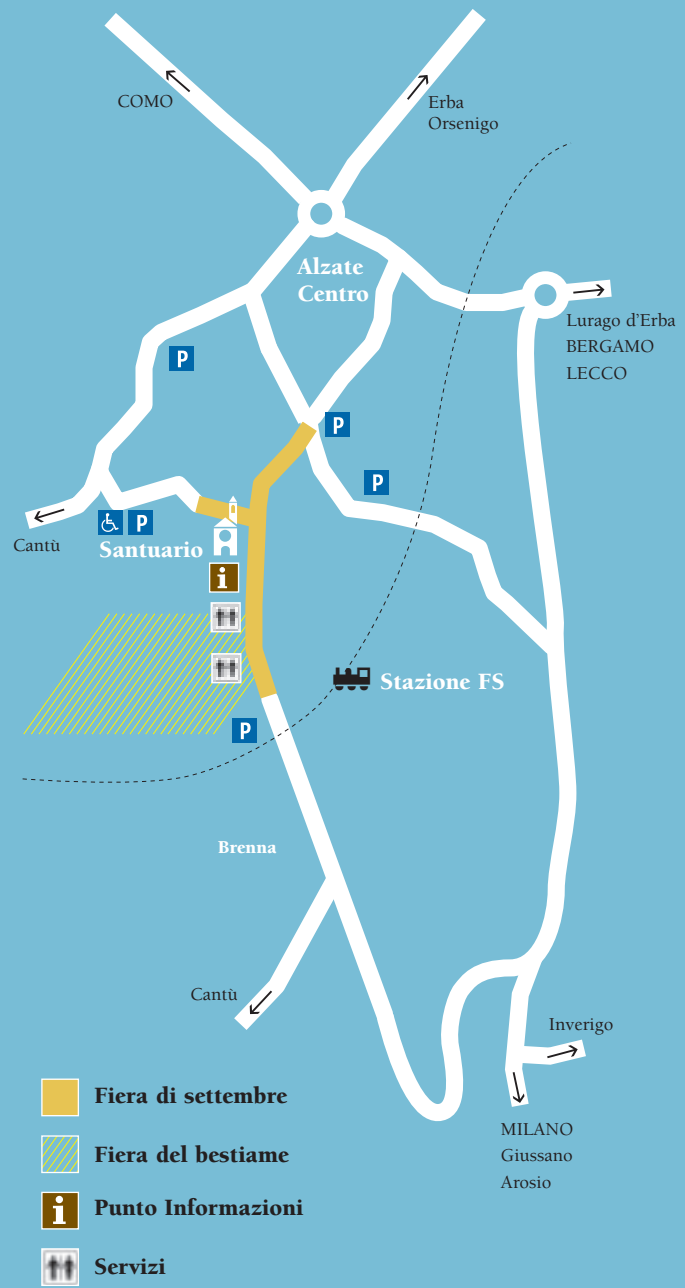 COMO
Erba
Orsenigo
Alzate
Centro
Lurago d'Erba
BERGAMO
LECCO
P
P
P
Cantù
P
Santuario
i
Stazione FS
P
Brenna
Cantù
Inverigo
MILANO
Giussano
Arosio
Fiera di settembre
Fiera del bestiame
i
Punto Informazioni
Servizi